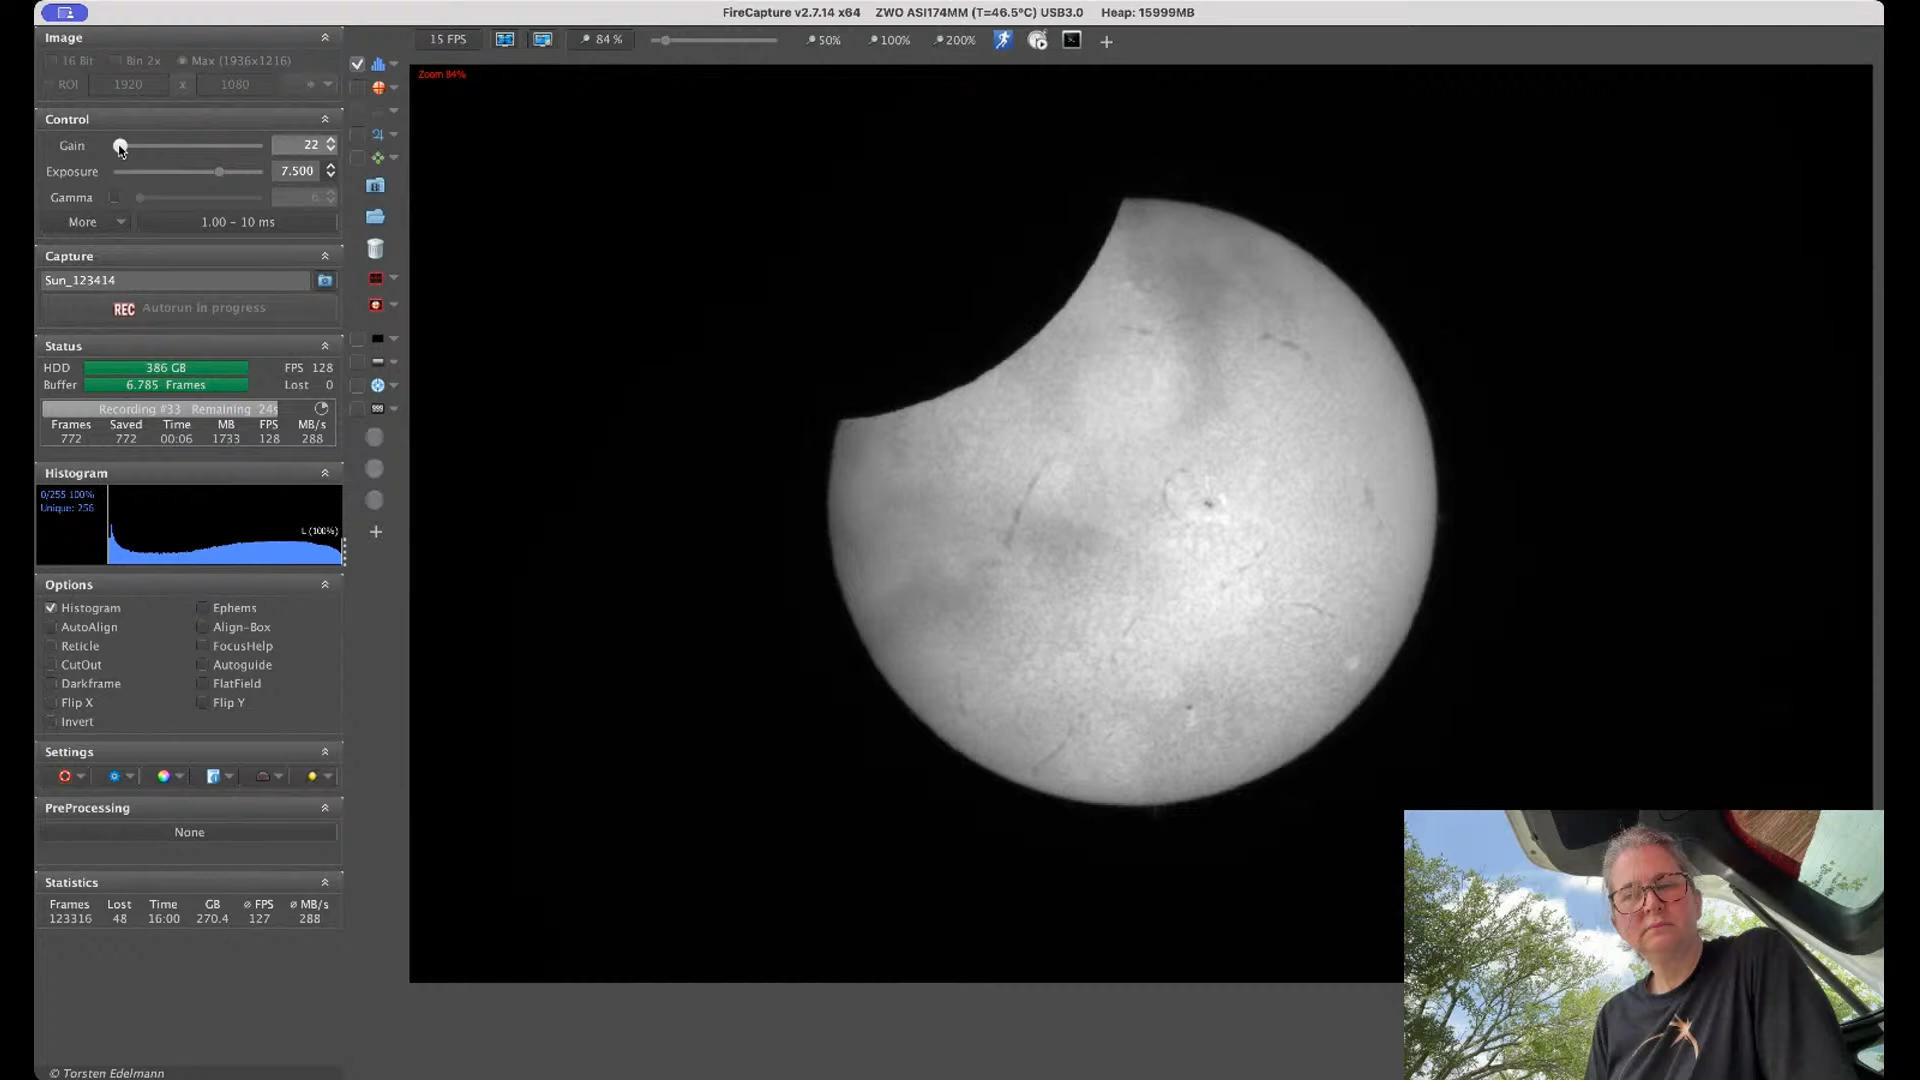 FireCapture v2.7.14 x64 ZWO ASI174MM (T=46.5°C) USB3.0 Heap: 15999MB
Image
16 Bit Bin 2x Max (1936x1216)
ROI 1920 x 1080
15 FPS 84 % 50% 100% 200%
Zoom 84%
Control
Gain 22
Exposure 7.500
Gamma 6
More 1.00 - 10 ms
Capture
Sun_123414
REC Autorun in progress
Status
HDD 386 GB FPS 128
Buffer 6.785 Frames Lost 0
Recording #33 Remaining 24s
Frames Saved Time MB FPS MB/s
772 772 00:06 1733 128 288
999
Histogram
0/255 100%
Unique: 256
L (100%)
Options
Histogram Ephems
AutoAlign Align-Box
Reticle FocusHelp
CutOut Autoguide
Darkframe FlatField
Flip X Flip Y
Invert
Settings
PreProcessing
None
Statistics
Frames Lost Time GB ø FPS ø MB/s
123316 48 16:00 270.4 127 288
© Torsten Edelmann